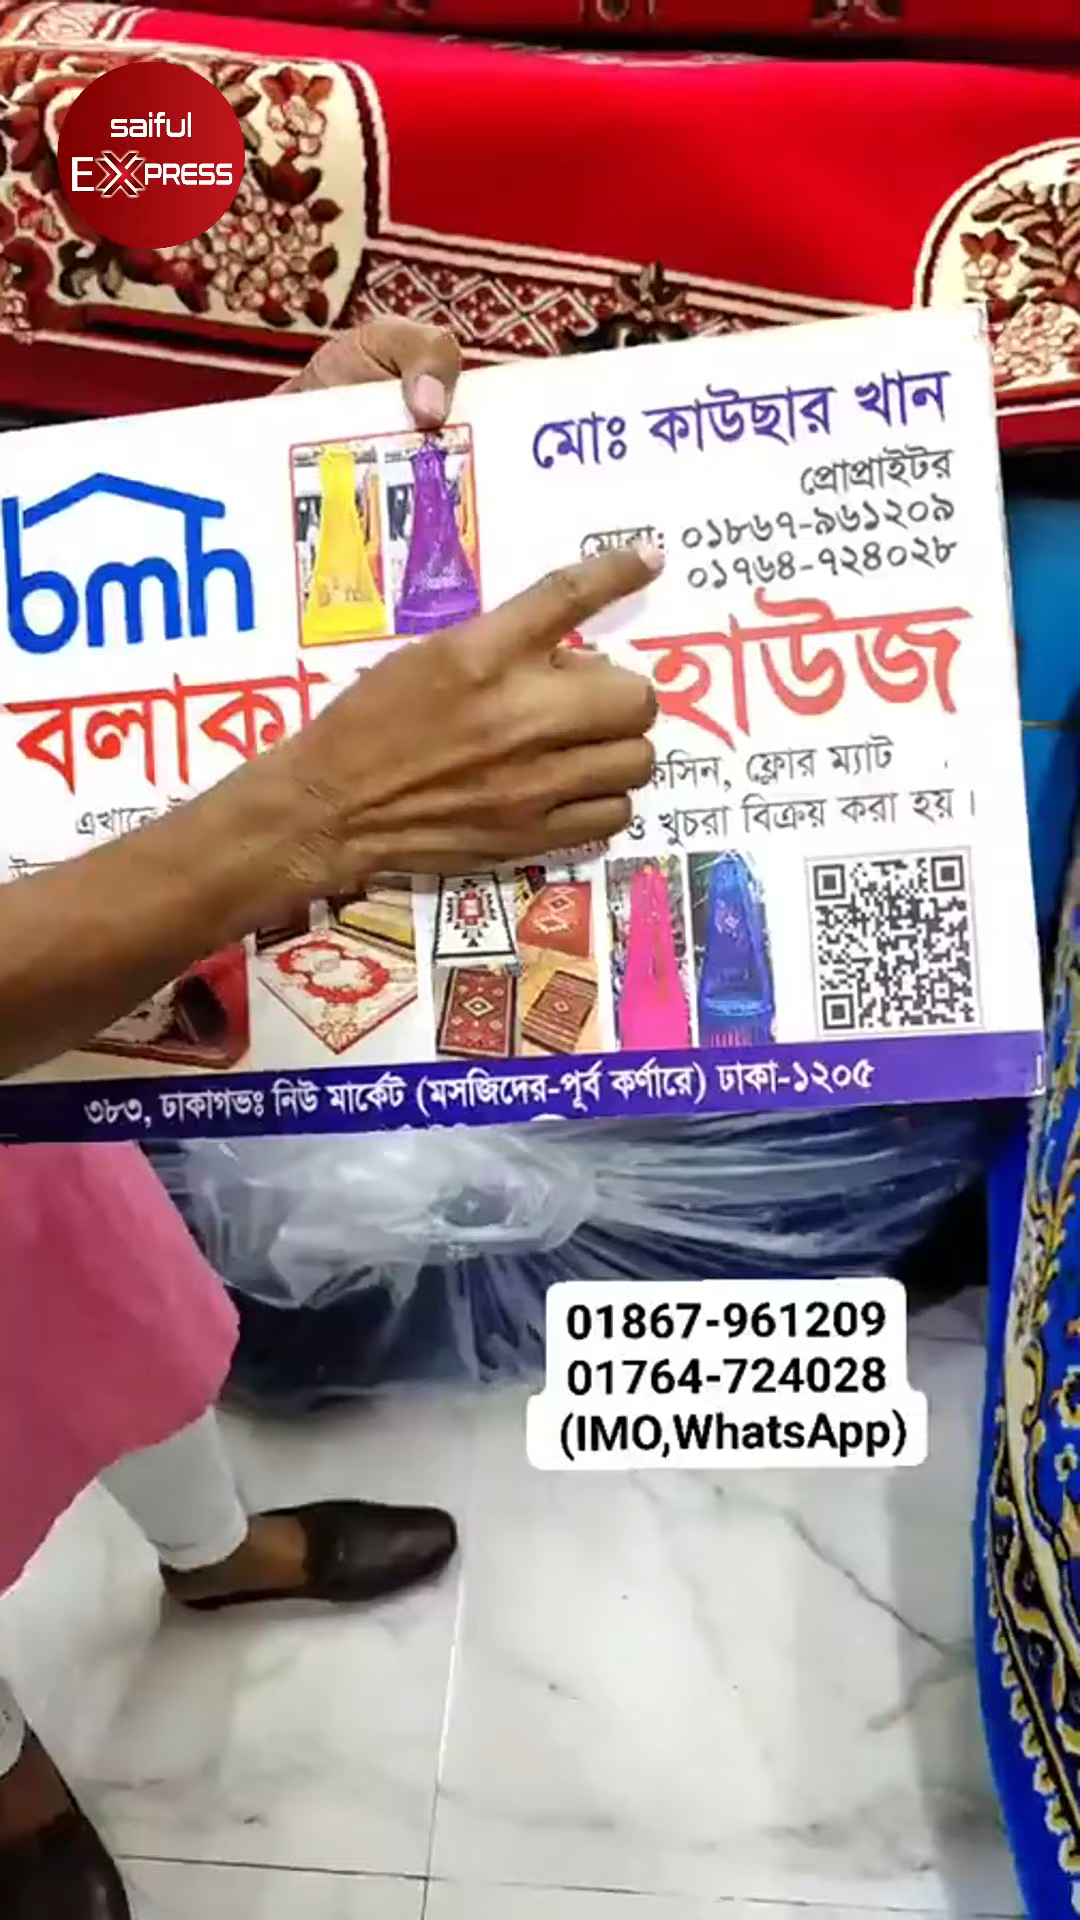 saiful
EXPRESS
মোঃ কাউছার খান
প্রোপ্রাইটর
মোবা: ০১৮৬৭-৯৬১২০৯
০১৭৬৪-৭২৪০২৮
bmh
বলাকা হাউজ
এখানে ফ্লোর ম্যাট
ও খুচরা বিক্রয় করা হয়।
৩৮৩, ঢাকাগভঃ নিউ মার্কেট (মসজিদের-পূর্ব কর্ণারে) ঢাকা-১২০৫
01867-961209
01764-724028
(IMO,WhatsApp)